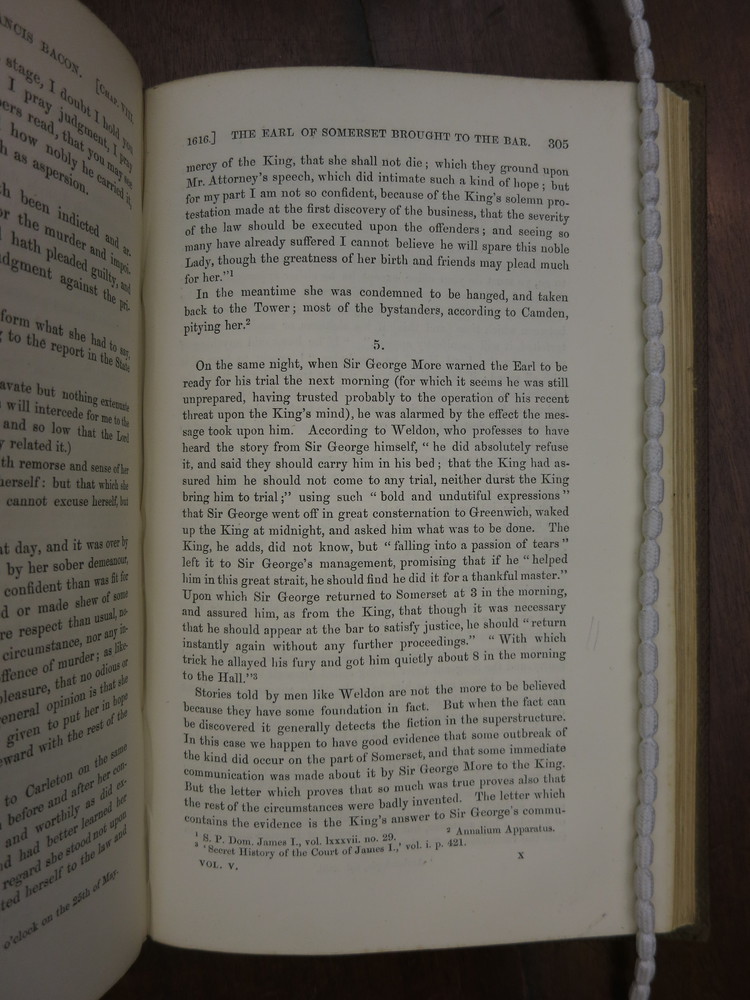 NCIS BACON. [CHAP. VIII.
stage, I doubt I hold you
I pray judgment, I pray
ers read, that you may see
how nobly he carried it,
h as aspersion.
h been indicted and ar-
or the murder and impoi-
hath pleaded guilty, and
dgment against the pri-
form what she had to say,
to the report in the State
avate but nothing extenuate
will intercede for me to the
and so low that the Lord
y related it.)
th remorse and sense of her
herself: but that which she
cannot excuse herself, but
at day, and it was over by
by her sober demeanour,
confident than was fit for
d or made shew of some
re respect than usual, no-
circumstance, nor any in-
ffence of murder; as like-
pleasure, that no odious or
eneral opinion is that she
given to put her in hope
eward with the rest of the
to Carleton on the same
before and after her con-
and worthily as did ex-
d had better learned her
regard she stood not upon
ted herself to the law and
o'clock on the 25th of May.
1616.] THE EARL OF SOMERSET BROUGHT TO THE BAR. 305
mercy of the King, that she shall not die; which they ground upon
Mr. Attorney's speech, which did intimate such a kind of hope; but
for my part I am not so confident, because of the King's solemn pro-
testation made at the first discovery of the business, that the severity
of the law should be executed upon the offenders; and seeing so
many have already suffered I cannot believe he will spare this noble
Lady, though the greatness of her birth and friends may plead much
for her."1
In the meantime she was condemned to be hanged, and taken
back to the Tower; most of the bystanders, according to Camden,
pitying her.2
5.
On the same night, when Sir George More warned the Earl to be
ready for his trial the next morning (for which it seems he was still
unprepared, having trusted probably to the operation of his recent
threat upon the King's mind), he was alarmed by the effect the mes-
sage took upon him. According to Weldon, who professes to have
heard the story from Sir George himself, "he did absolutely refuse
it, and said they should carry him in his bed; that the King had as-
sured him he should not come to any trial, neither durst the King
bring him to trial;" using such "bold and undutiful expressions"
that Sir George went off in great consternation to Greenwich, waked
up the King at midnight, and asked him what was to be done. The
King, he adds, did not know, but "falling into a passion of tears"
left it to Sir George's management, promising that if he "helped
him in this great strait, he should find he did it for a thankful master."
Upon which Sir George returned to Somerset at 3 in the morning,
and assured him, as from the King, that though it was necessary
that he should appear at the bar to satisfy justice, he should "return
instantly again without any further proceedings." "With which
trick he allayed his fury and got him quietly about 8 in the morning
to the Hall."3
Stories told by men like Weldon are not the more to be believed
because they have some foundation in fact. But when the fact can
be discovered it generally detects the fiction in the superstructure.
In this case we happen to have good evidence that some outbreak of
the kind did occur on the part of Somerset, and that some immediate
communication was made about it by Sir George More to the King.
But the letter which proves that so much was true proves also that
the rest of the circumstances were badly invented. The letter which
contains the evidence is the King's answer to Sir George's commu-
1 S. P. Dom. James I., vol. lxxxvii. no. 29. 2 Annalium Apparatus.
3 'Secret History of the Court of James I.,' vol. i. p. 421.
VOL. V. X